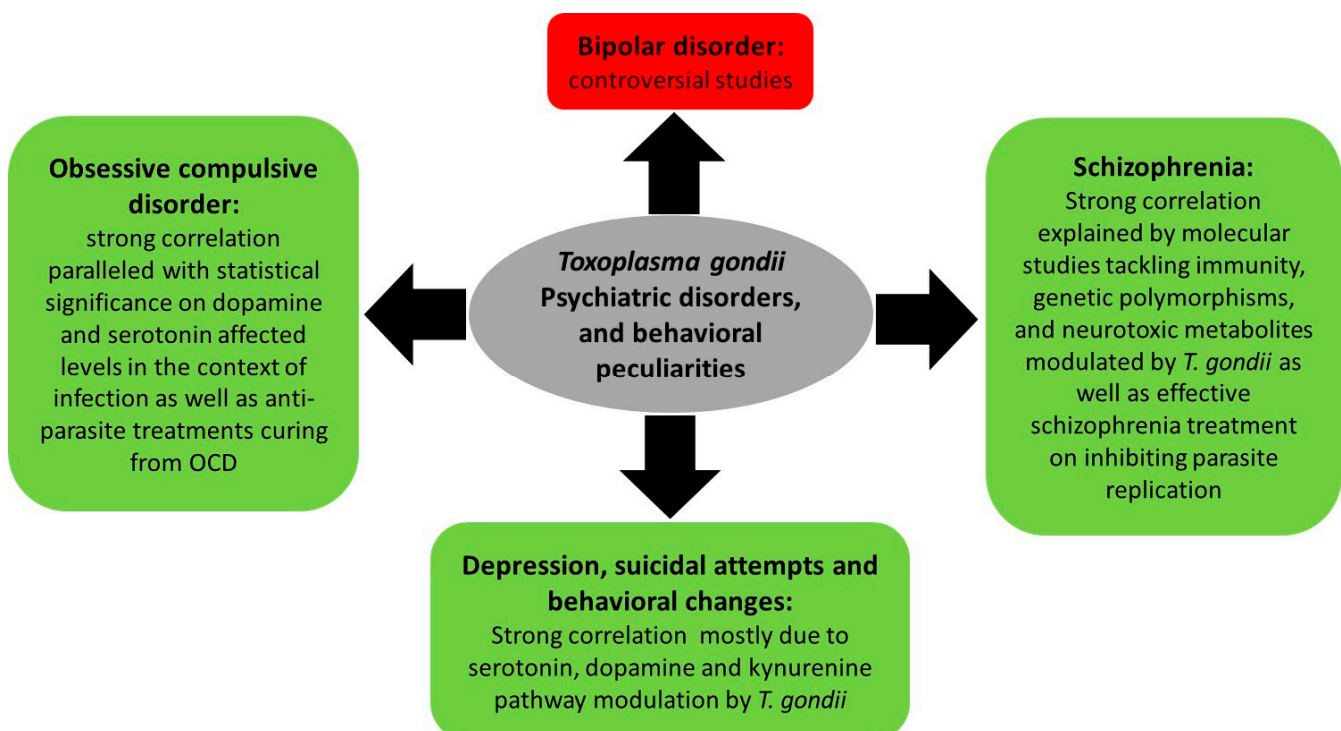 Bipolar disorder:
controversial studies
Obsessive compulsive
disorder:
strong correlation
paralleled with statistical
significance on dopamine
and serotonin affected
levels in the context of
infection as well as anti-
parasite treatments curing
from OCD
Toxoplasma gondii
Psychiatric disorders,
and behavioral
peculiarities
Schizophrenia:
Strong correlation
explained by molecular
studies tackling immunity,
genetic polymorphisms,
and neurotoxic metabolites
modulated by T. gondii as
well as effective
schizophrenia treatment
on inhibiting parasite
replication
Depression, suicidal attempts and
behavioral changes:
Strong correlation mostly due to
serotonin, dopamine and kynurenine
pathway modulation by T. gondii